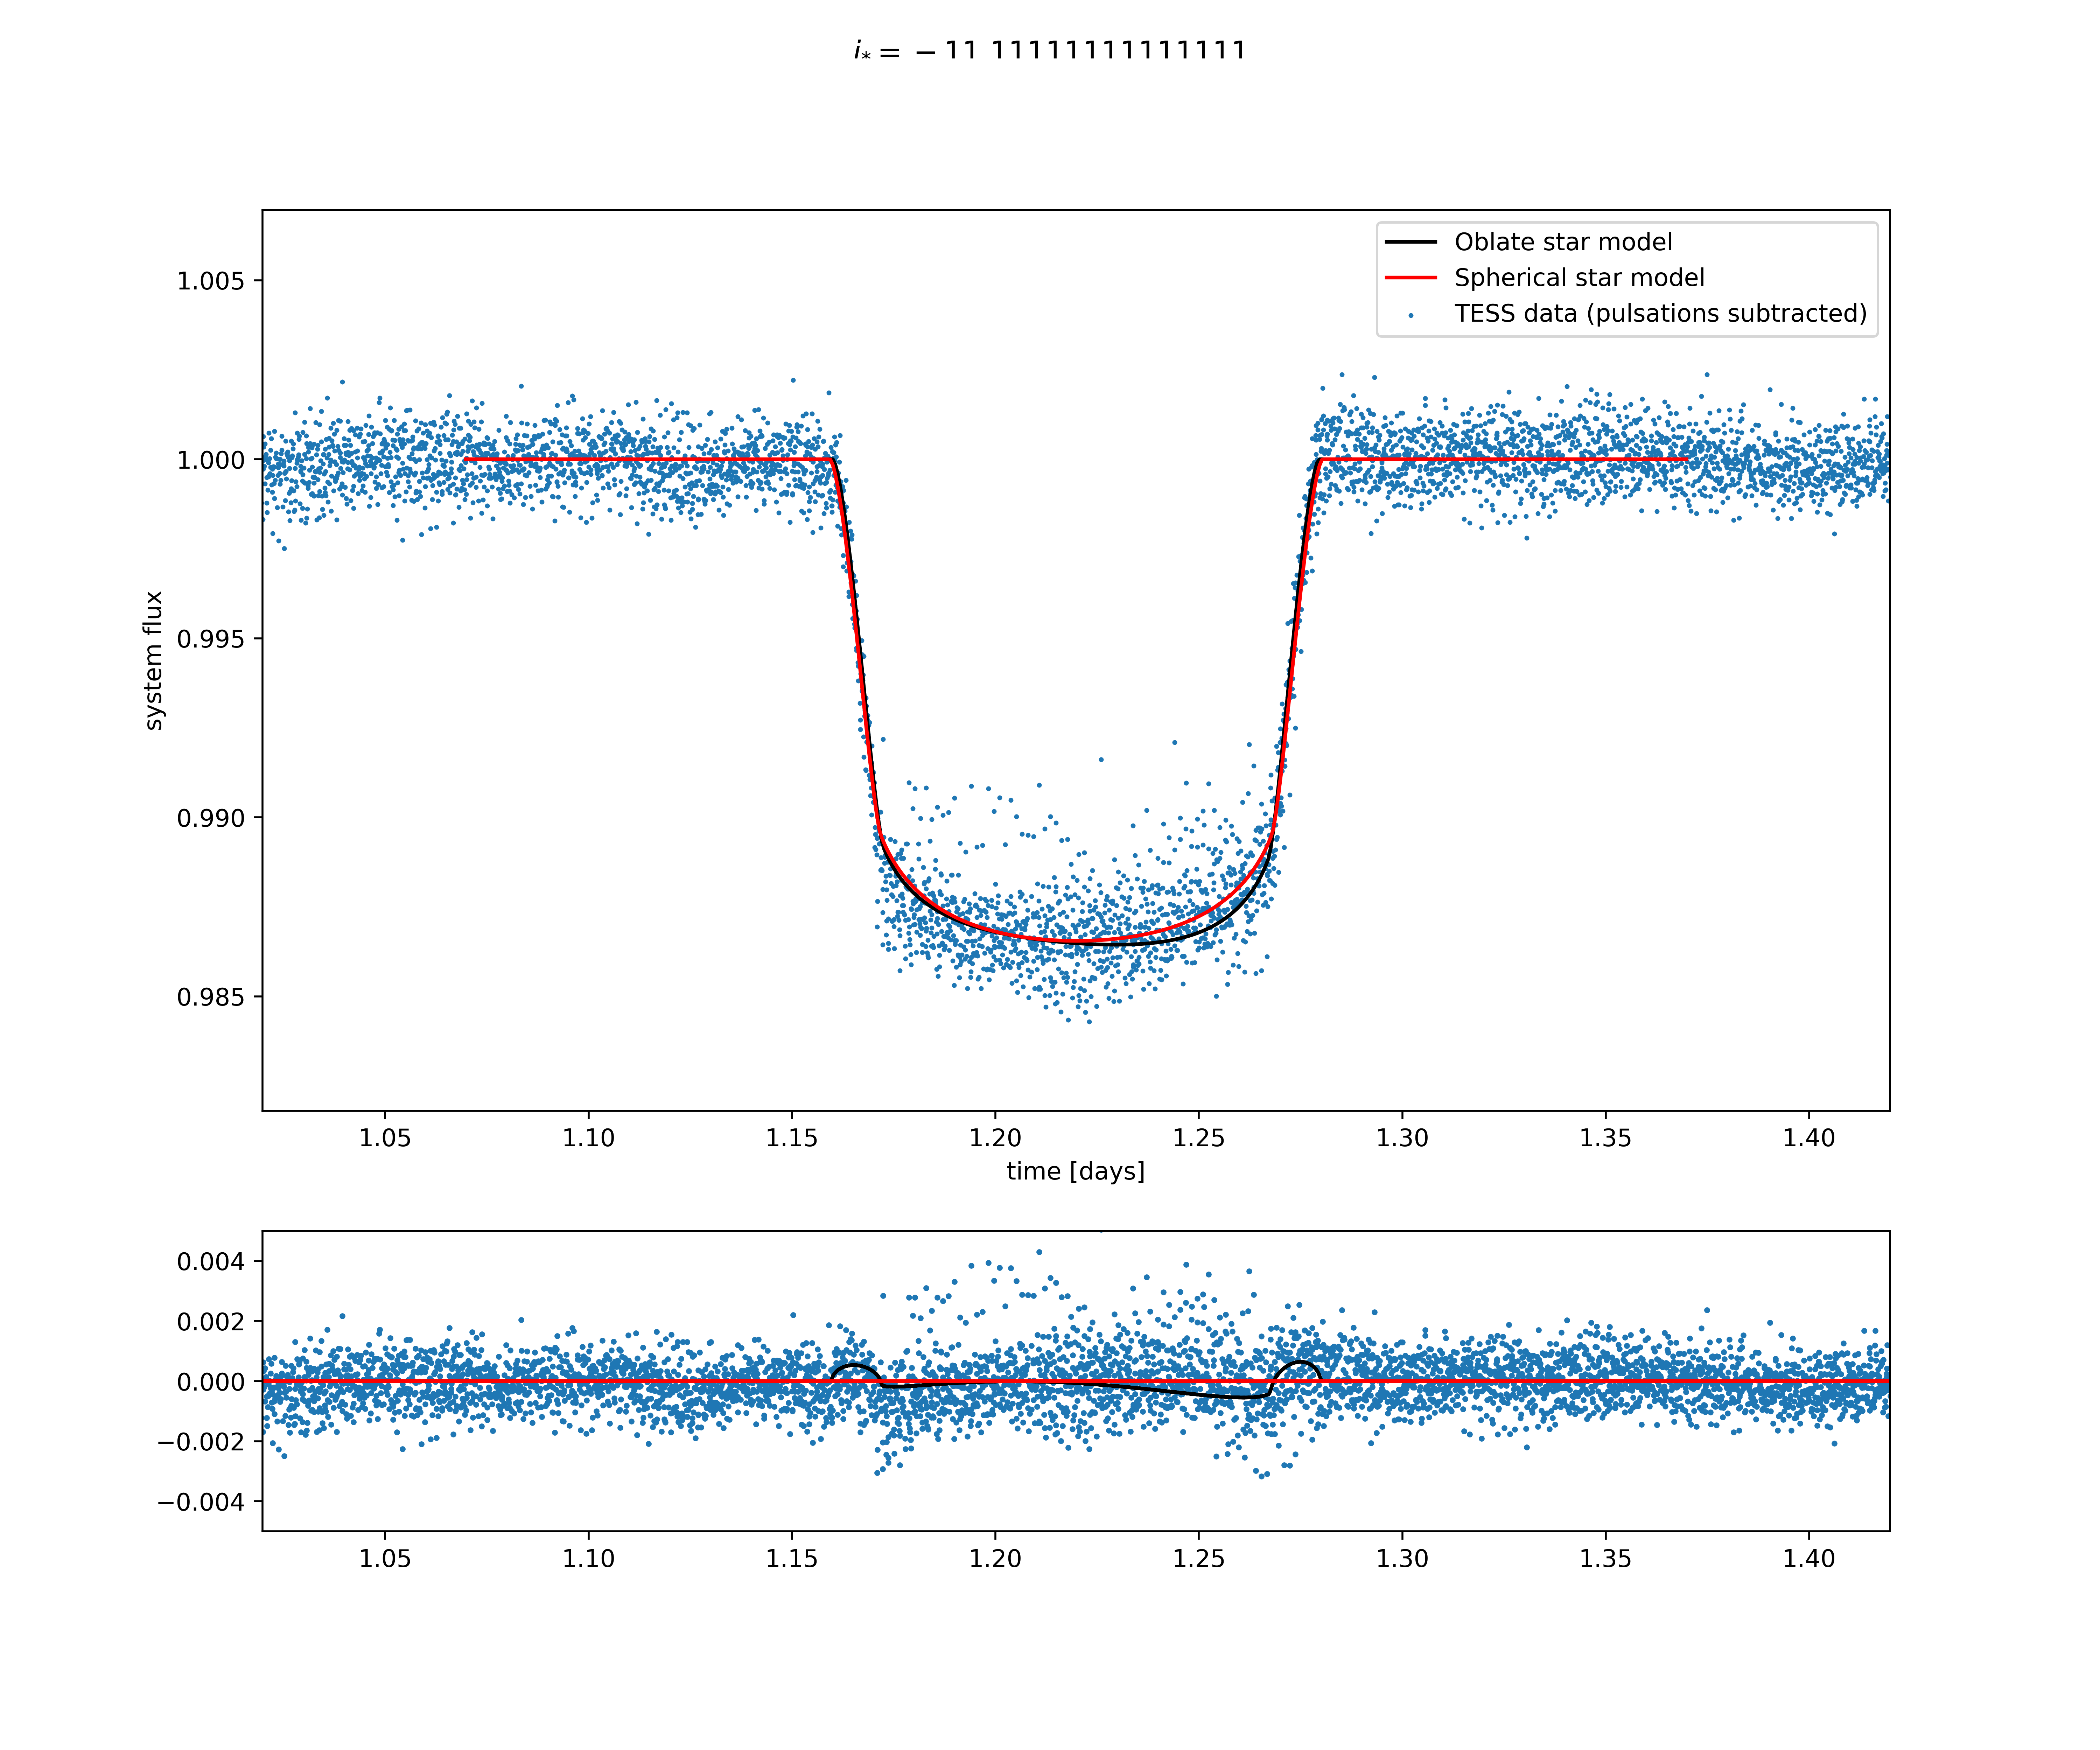 i* = − 11 11111111111111
Oblate star model
Spherical star model
TESS data (pulsations subtracted)
system flux
1.005
1.000
0.995
0.990
0.985
1.05 1.10 1.15 1.20 1.25 1.30 1.35 1.40
time [days]
0.004
0.002
0.000
−0.002
−0.004
1.05 1.10 1.15 1.20 1.25 1.30 1.35 1.40